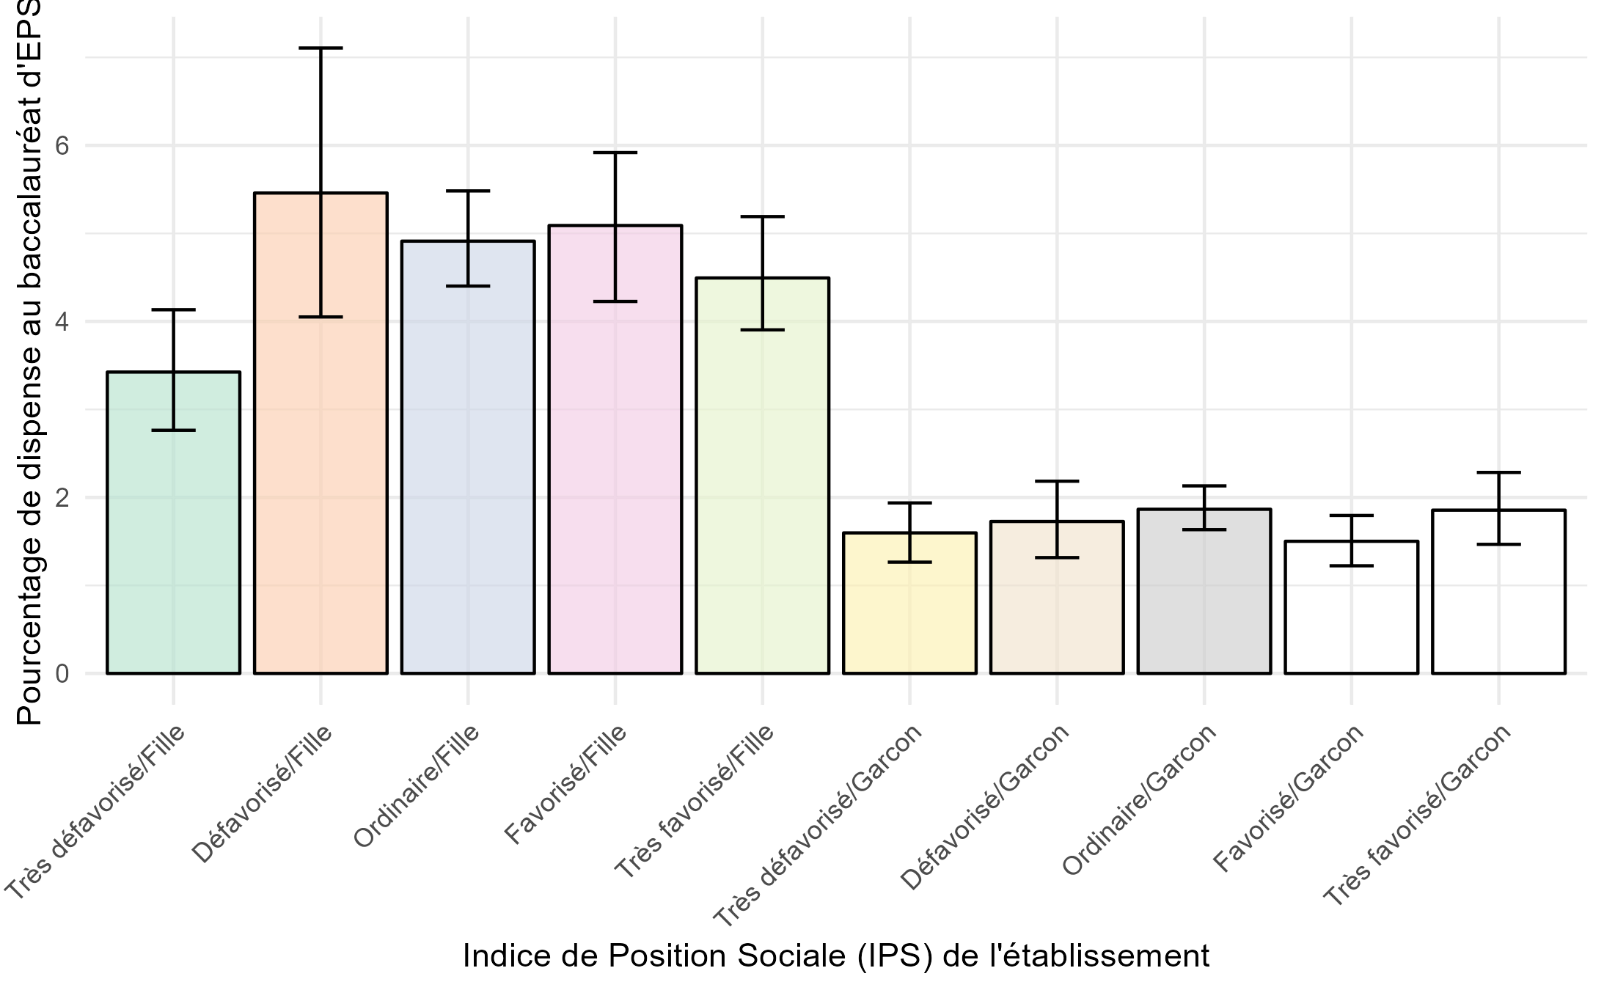 Pourcentage de dispense au baccalauréat d'EPS
6
4
2
0
Très défavorisé/Fille
Défavorisé/Fille
Ordinaire/Fille
Favorisé/Fille
Très favorisé/Fille
Très défavorisé/Garcon
Défavorisé/Garcon
Ordinaire/Garcon
Favorisé/Garcon
Très favorisé/Garcon
Indice de Position Sociale (IPS) de l'établissement